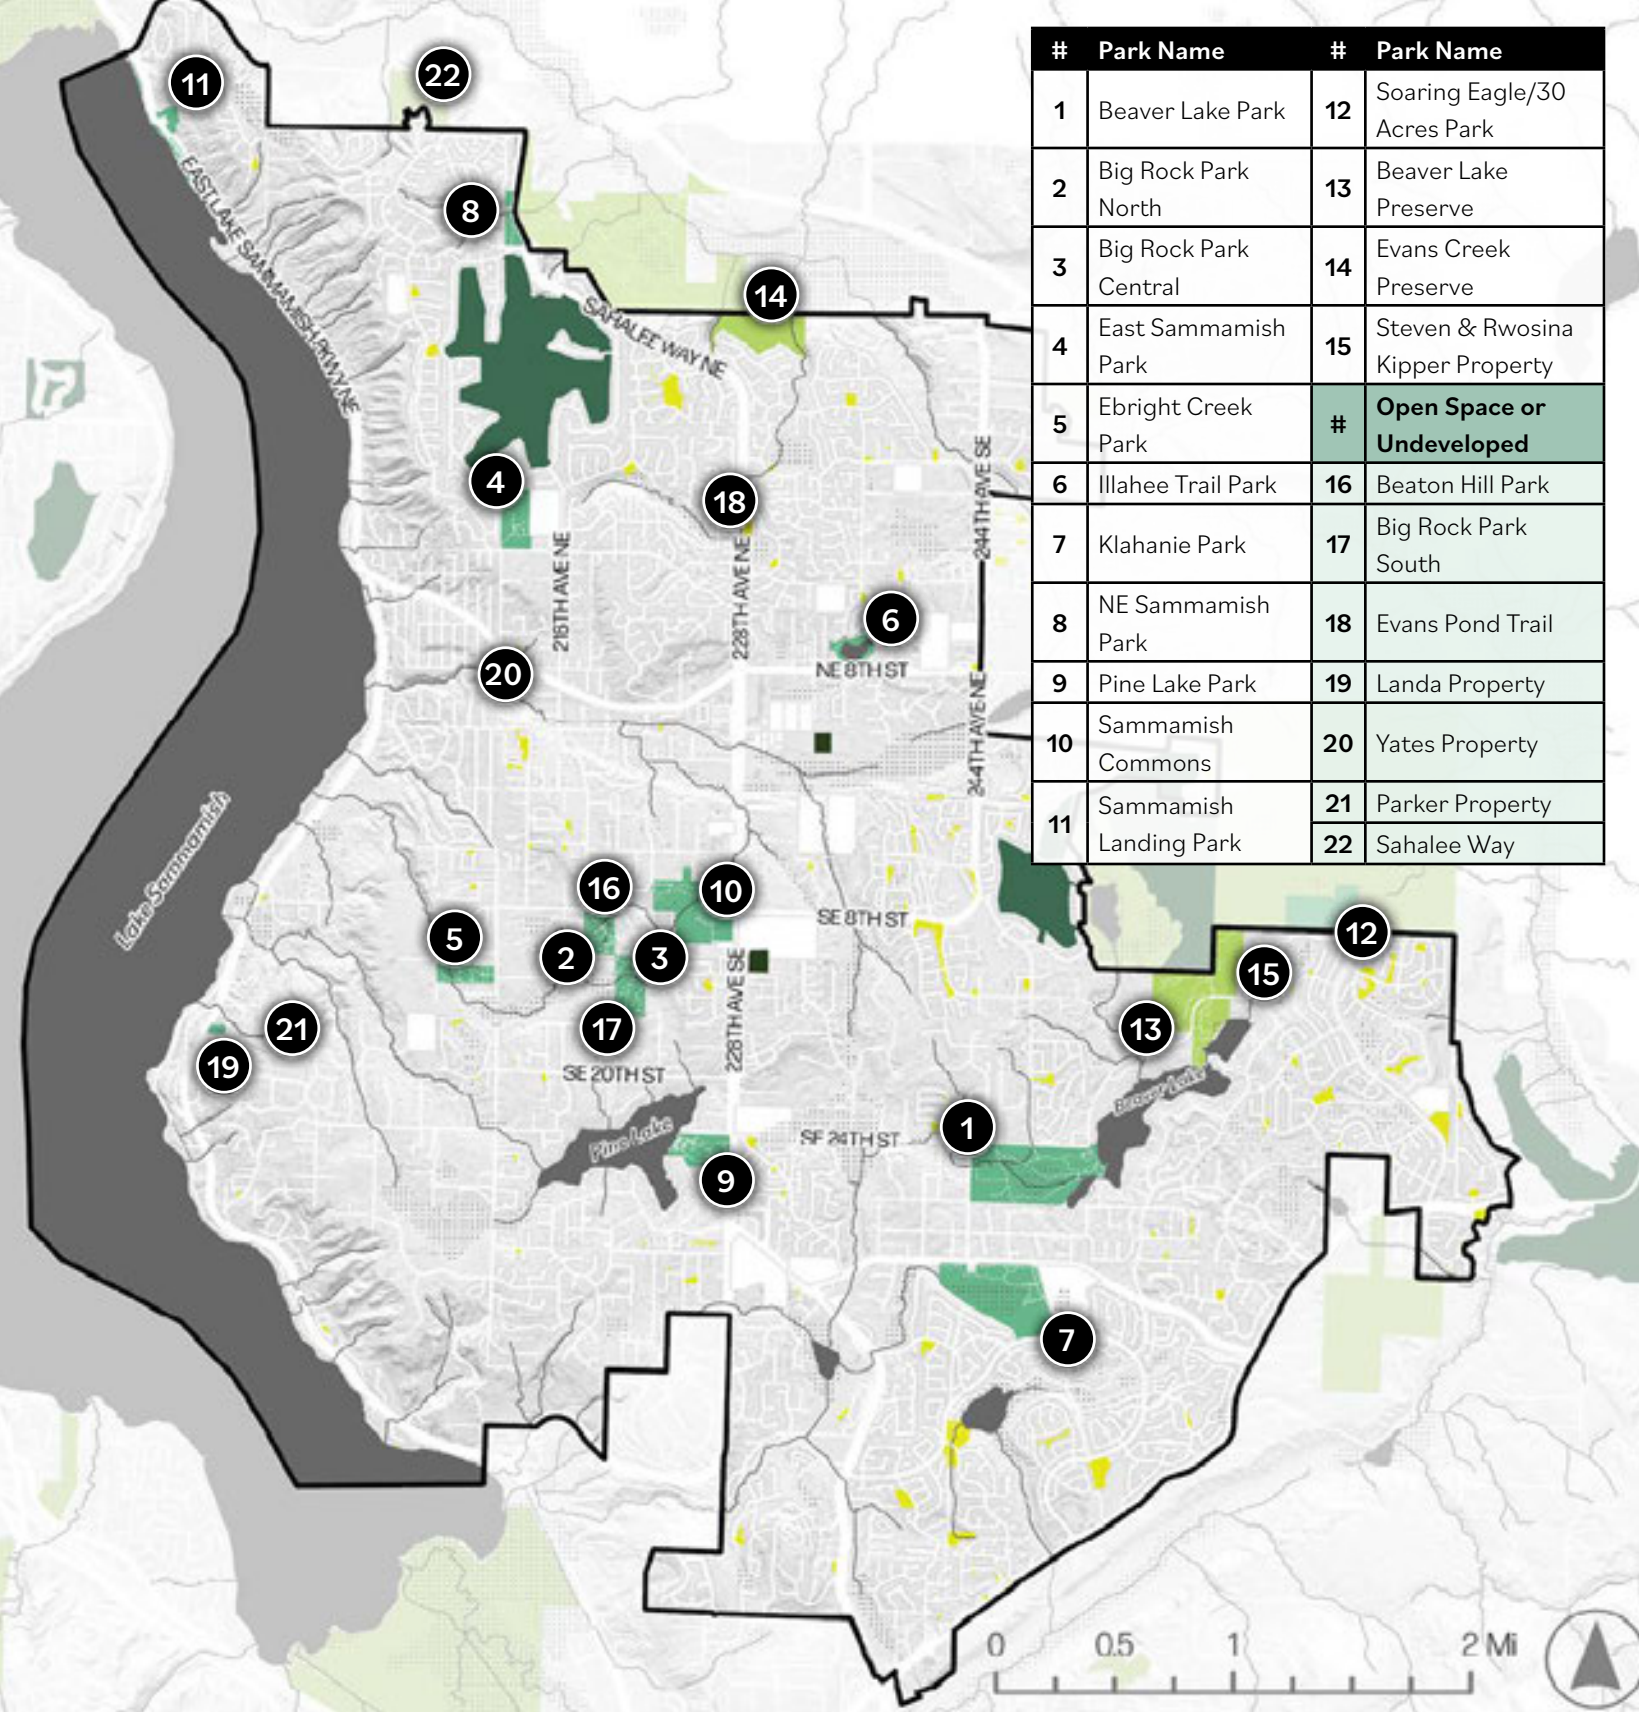 # Park Name # Park Name
1 Beaver Lake Park 12 Soaring Eagle/30
Acres Park
2 Big Rock Park
North
13 Beaver Lake
Preserve
3 Big Rock Park
Central
14 Evans Creek
Preserve
4 East Sammamish
Park
15 Steven & Rwosina
Kipper Property
5 Ebright Creek
Park
# Open Space or
Undeveloped
6 Illahee Trail Park 16 Beaton Hill Park
7 Klahanie Park 17 Big Rock Park
South
8 NE Sammamish
Park
18 Evans Pond Trail
9 Pine Lake Park 19 Landa Property
10 Sammamish
Commons
20 Yates Property
11 Sammamish
Landing Park
21 Parker Property
22 Sahalee Way
11
22
8
14
EAST LAKE SAMMAMISH PKWY NE
SAHALEE WAY NE
4
18
244TH AVE SE
216TH AVE NE
228TH AVE NE
6
NE 8TH ST
20
244TH AVE NE
Lake Sammamish
16
10
SE 8TH ST
5
2
3
12
15
228TH AVE SE
17
13
21
19
SE 20TH ST
Beaver Lake
Pine Lake
1
SE 24TH ST
9
7
0 0.5 1 2 Mi